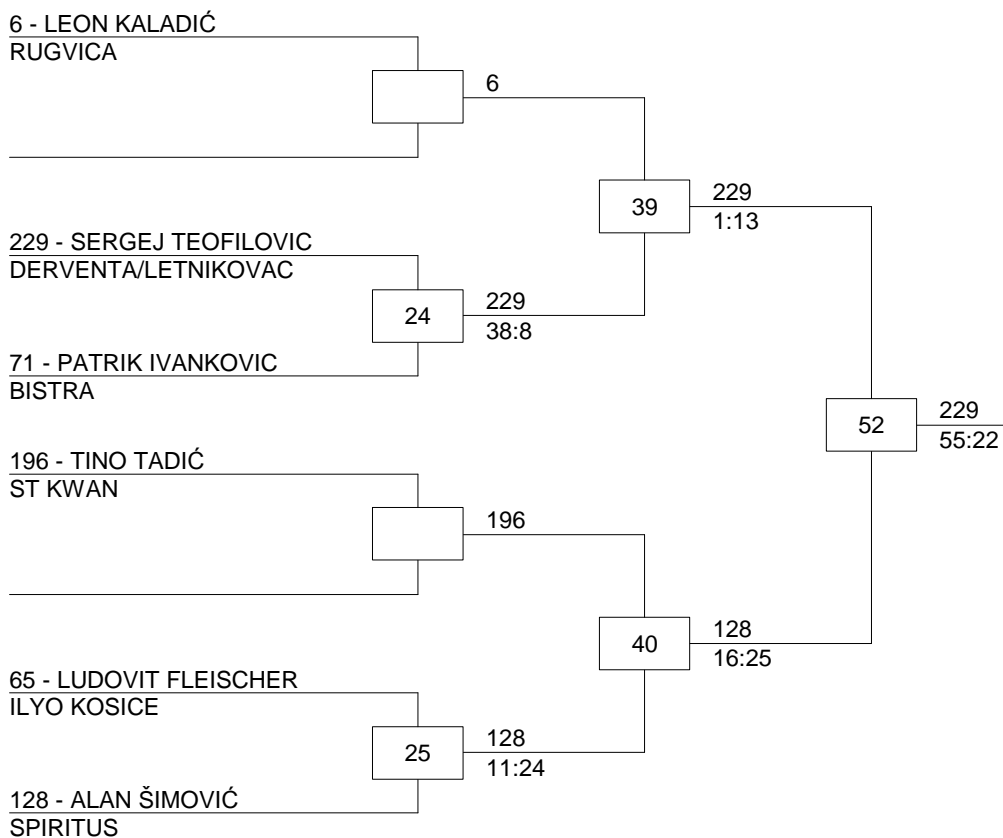 6 - LEON KALADIĆ
RUGVICA
6
39
229
1:13
229 - SERGEJ TEOFILOVIC
DERVENTA/LETNIKOVAC
24
229
38:8
71 - PATRIK IVANKOVIC
BISTRA
52
229
55:22
196 - TINO TADIĆ
ST KWAN
196
40
128
16:25
65 - LUDOVIT FLEISCHER
ILYO KOSICE
25
128
11:24
128 - ALAN ŠIMOVIĆ
SPIRITUS